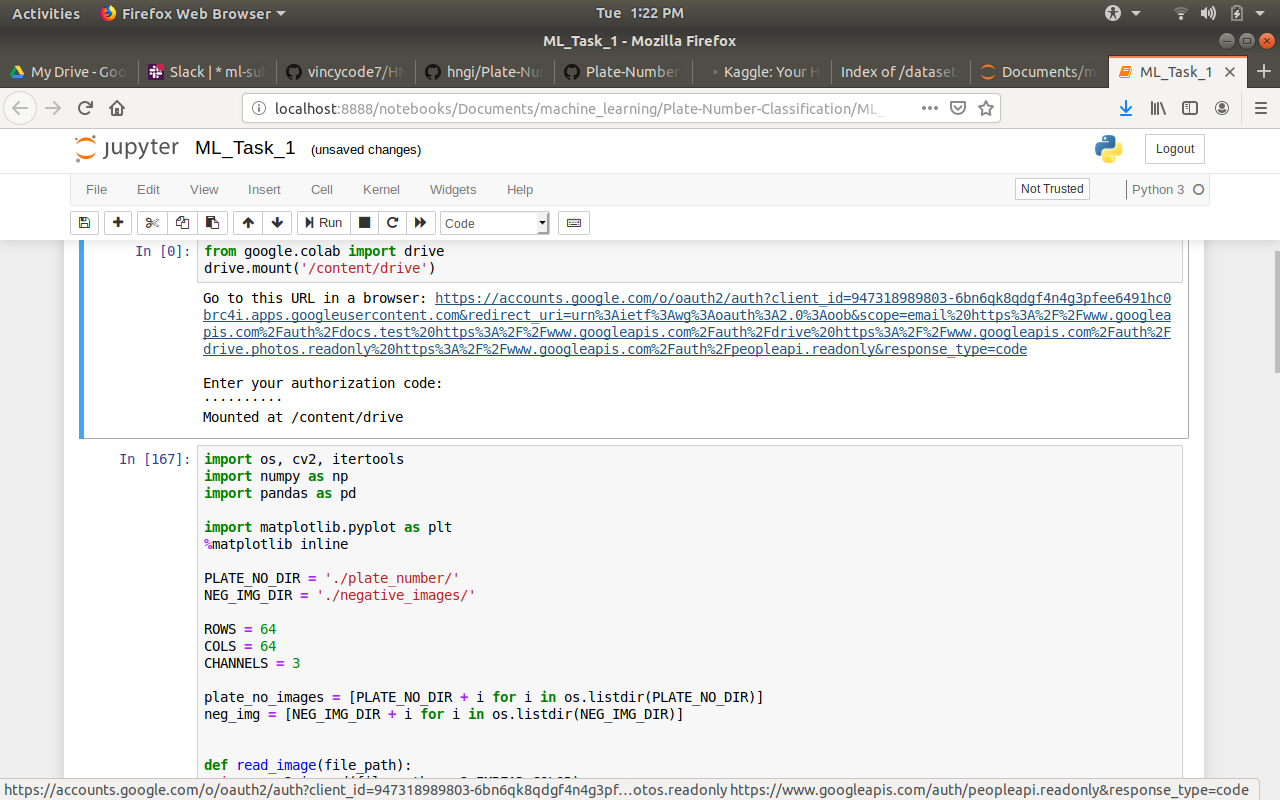 Activities Firefox Web Browser Tue 1:22 PM
ML_Task_1 - Mozilla Firefox
My Drive - Goo Slack | * ml-sub vincycode7/HN hngi/Plate-Nu Plate-Number Kaggle: Your H Index of /dataset Documents/m ML_Task_1
localhost:8888/notebooks/Documents/machine_learning/Plate-Number-Classification/ML_
jupyter ML_Task_1 (unsaved changes) Logout
File Edit View Insert Cell Kernel Widgets Help Not Trusted Python 3
Run Code
In [0]: from google.colab import drive
drive.mount('/content/drive')
Go to this URL in a browser: https://accounts.google.com/o/oauth2/auth?client_id=947318989803-6bn6qk8qdgf4n4g3pfee6491hc0
brc4i.apps.googleusercontent.com&redirect_uri=urn%3Aietf%3Awg%3Aoauth%3A2.0%3Aoob&scope=email%20https%3A%2F%2Fwww.googlea
pis.com%2Fauth%2Fdocs.test%20https%3A%2F%2Fwww.googleapis.com%2Fauth%2Fdrive%20https%3A%2F%2Fwww.googleapis.com%2Fauth%2F
drive.photos.readonly%20https%3A%2F%2Fwww.googleapis.com%2Fauth%2Fpeopleapi.readonly&response_type=code
Enter your authorization code:
··········
Mounted at /content/drive
In [167]: import os, cv2, itertools
import numpy as np
import pandas as pd
import matplotlib.pyplot as plt
%matplotlib inline
PLATE_NO_DIR = './plate_number/'
NEG_IMG_DIR = './negative_images/'
ROWS = 64
COLS = 64
CHANNELS = 3
plate_no_images = [PLATE_NO_DIR + i for i in os.listdir(PLATE_NO_DIR)]
neg_img = [NEG_IMG_DIR + i for i in os.listdir(NEG_IMG_DIR)]
def read_image(file_path):
https://accounts.google.com/o/oauth2/auth?client_id=947318989803-6bn6qk8qdgf4n4g3pf…otos.readonly https://www.googleapis.com/auth/peopleapi.readonly&response_type=code